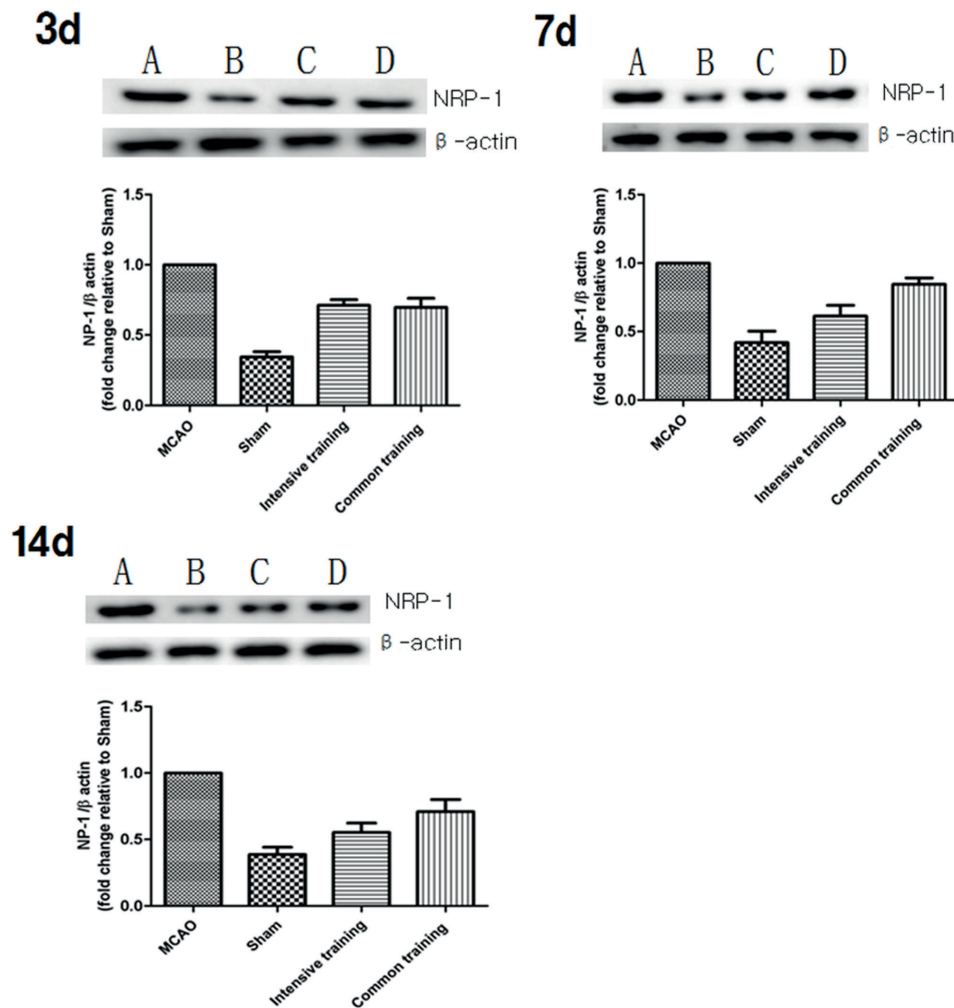 3d
A B C D
NRP-1
β-actin
NP-1/β actin
(fold change relative to Sham)
1.5
1.0
0.5
0.0
MCAO
Sham
Intensive training
Common training
7d
A B C D
NRP-1
β-actin
NP-1/β actin
(fold change relative to Sham)
1.5
1.0
0.5
0.0
MCAO
Sham
Intensive training
Common training
14d
A B C D
NRP-1
β-actin
NP-1/β actin
(fold change relative to Sham)
1.5
1.0
0.5
0.0
MCAO
Sham
Intensive training
Common training